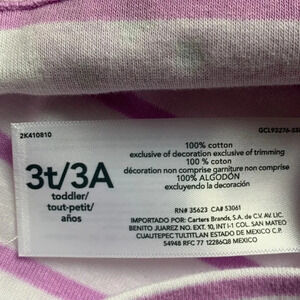 2K410810
3t/3A
toddler/
tout-petit/
años
100% cotton
exclusive of decoration exclusive of trimming
100 % coton
décoration non comprise garniture non comprise
100% ALGODÓN
excluyendo la decoración
RN# 35623 CA# 53061
IMPORTADO POR: Carters Brands, S.A. de C.V. AV. LIC.
BENITO JUAREZ NO. EXT. 10, INT I-1 COL. SAN MATEO
CUAUTEPEC TULTITLAN ESTADO DE MEXICO C.P.
54948 RFC 77 12286Q8 MEXICO